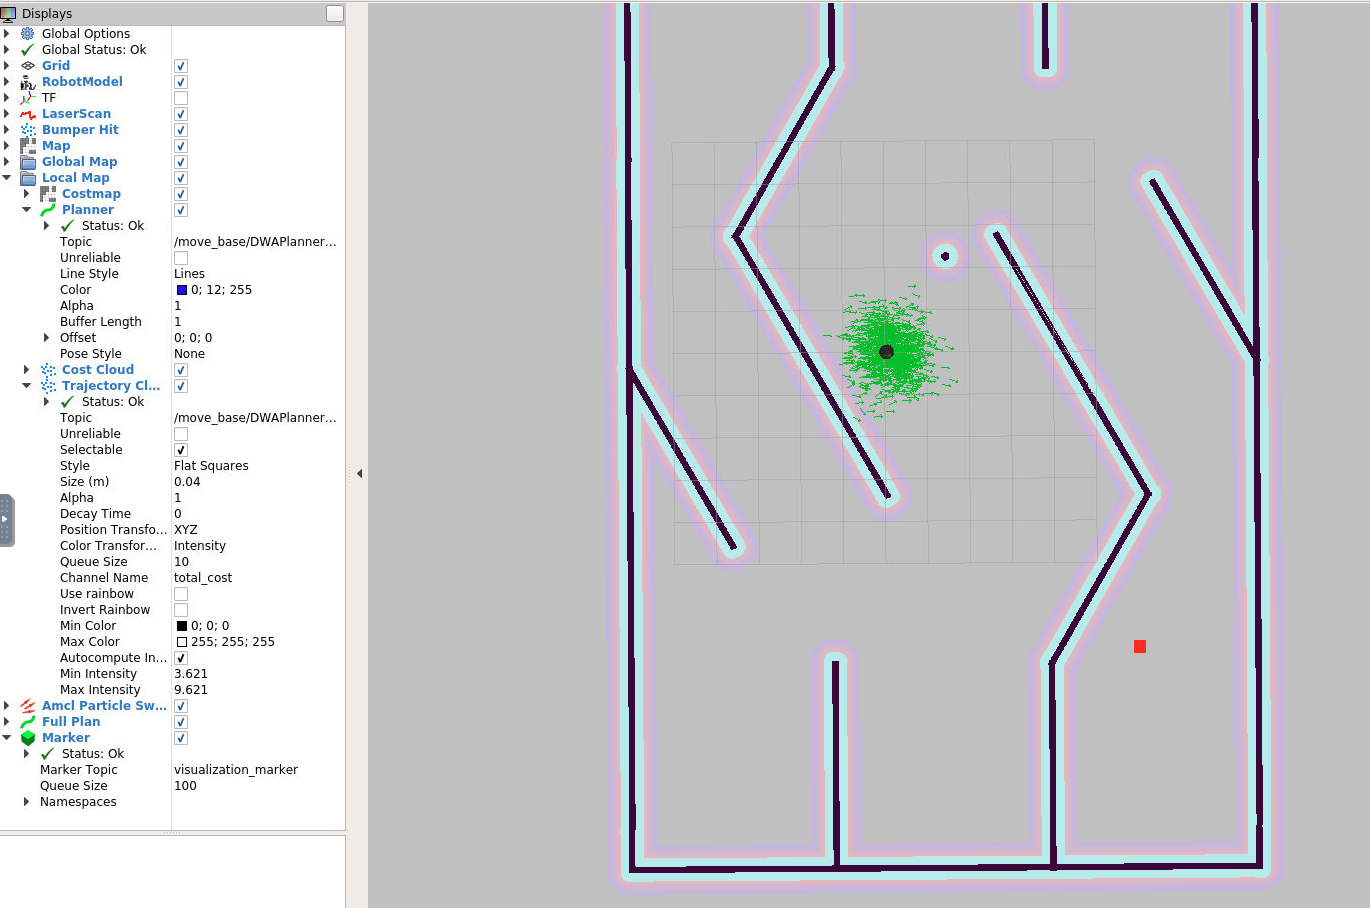 Displays
Global Options
Global Status: Ok
Grid
RobotModel
TF
LaserScan
Bumper Hit
Map
Global Map
Local Map
Costmap
Planner
Status: Ok
Topic /move_base/DWAPlanner...
Unreliable
Line Style Lines
Color 0; 12; 255
Alpha 1
Buffer Length 1
Offset 0; 0; 0
Pose Style None
Cost Cloud
Trajectory Cl...
Status: Ok
Topic /move_base/DWAPlanner...
Unreliable
Selectable
Style Flat Squares
Size (m) 0.04
Alpha 1
Decay Time 0
Position Transfo... XYZ
Color Transfor... Intensity
Queue Size 10
Channel Name total_cost
Use rainbow
Invert Rainbow
Min Color 0; 0; 0
Max Color 255; 255; 255
Autocompute In...
Min Intensity 3.621
Max Intensity 9.621
Amcl Particle Sw...
Full Plan
Marker
Status: Ok
Marker Topic visualization_marker
Queue Size 100
Namespaces